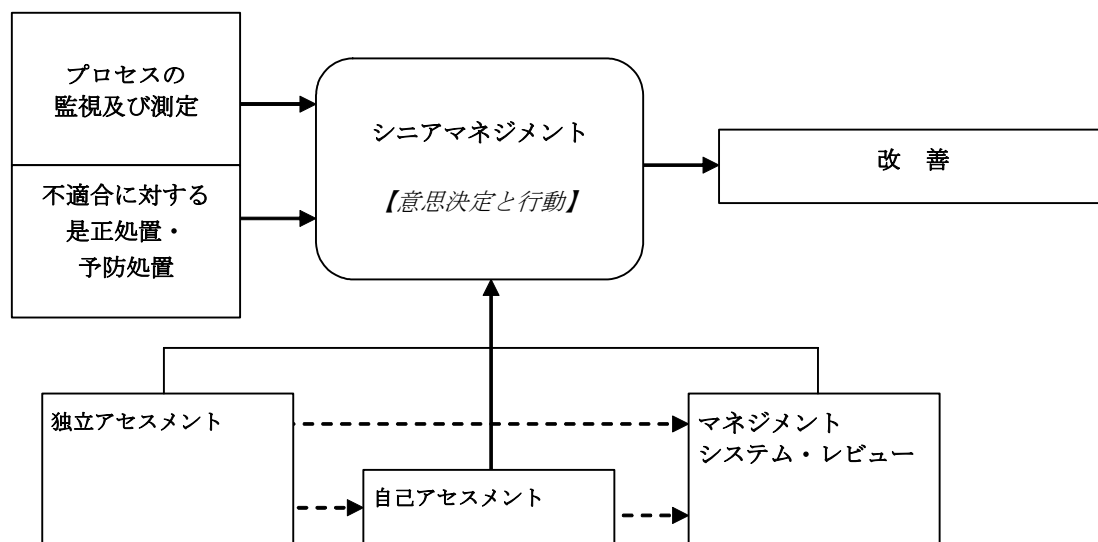 プロセスの
監視及び測定
不適合に対する
是正処置・
予防処置
シニアマネジメント
【意思決定と行動】
改　善
独立アセスメント
自己アセスメント
マネジメント
システム・レビュー